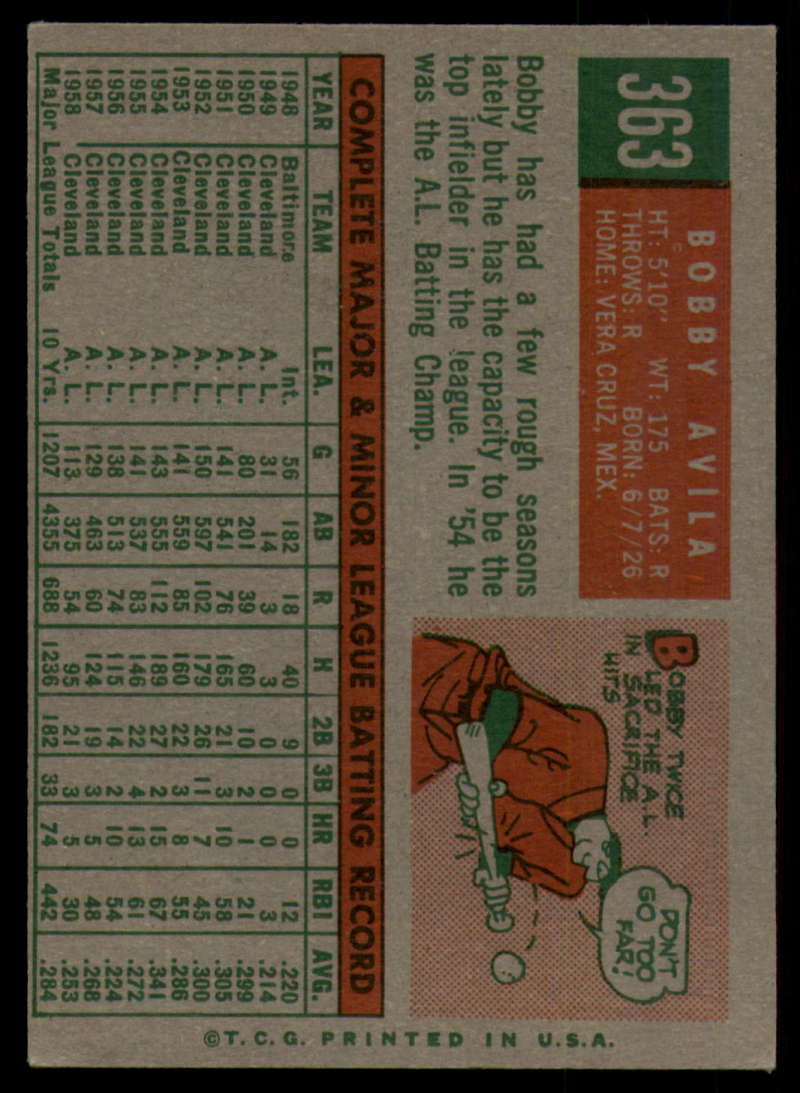 363
BOBBY AVILA
HT: 5'10" WT: 175 BATS: R
THROWS: R BORN: 6/7/26
HOME: VERA CRUZ, MEX.
Bobby has had a few rough seasons
lately but he has the capacity to be the
top infielder in the league. In '54 he
was the A.L. Batting Champ.
BOBBY TWICE
LED THE A.L.
IN SACRIFICE
HITS
DON'T
GO TOO
FAR!
COMPLETE MAJOR & MINOR LEAGUE BATTING RECORD
YEAR TEAM LEA. G AB R H 2B 3B HR RBI AVG.
1948 Baltimore Int. 56 182 18 40 9 0 0 12 .220
1949 Cleveland A. L. 31 14 3 3 0 0 0 3 .214
1950 Cleveland A. L. 80 201 39 60 10 2 1 21 .299
1951 Cleveland A. L. 141 541 76 165 21 3 10 58 .305
1952 Cleveland A. L. 150 597 102 179 26 11 7 45 .300
1953 Cleveland A. L. 141 559 85 160 22 3 8 55 .286
1954 Cleveland A. L. 143 555 112 189 27 2 15 67 .341
1955 Cleveland A. L. 141 537 83 146 22 4 13 61 .272
1956 Cleveland A. L. 138 513 74 115 14 2 10 54 .224
1957 Cleveland A. L. 129 463 60 124 19 3 5 48 .268
1958 Cleveland A. L. 113 375 54 95 21 3 5 30 .253
Major League Totals 10 Yrs. 1207 4355 688 1236 182 33 74 442 .284
©T. C. G. PRINTED IN U.S.A.